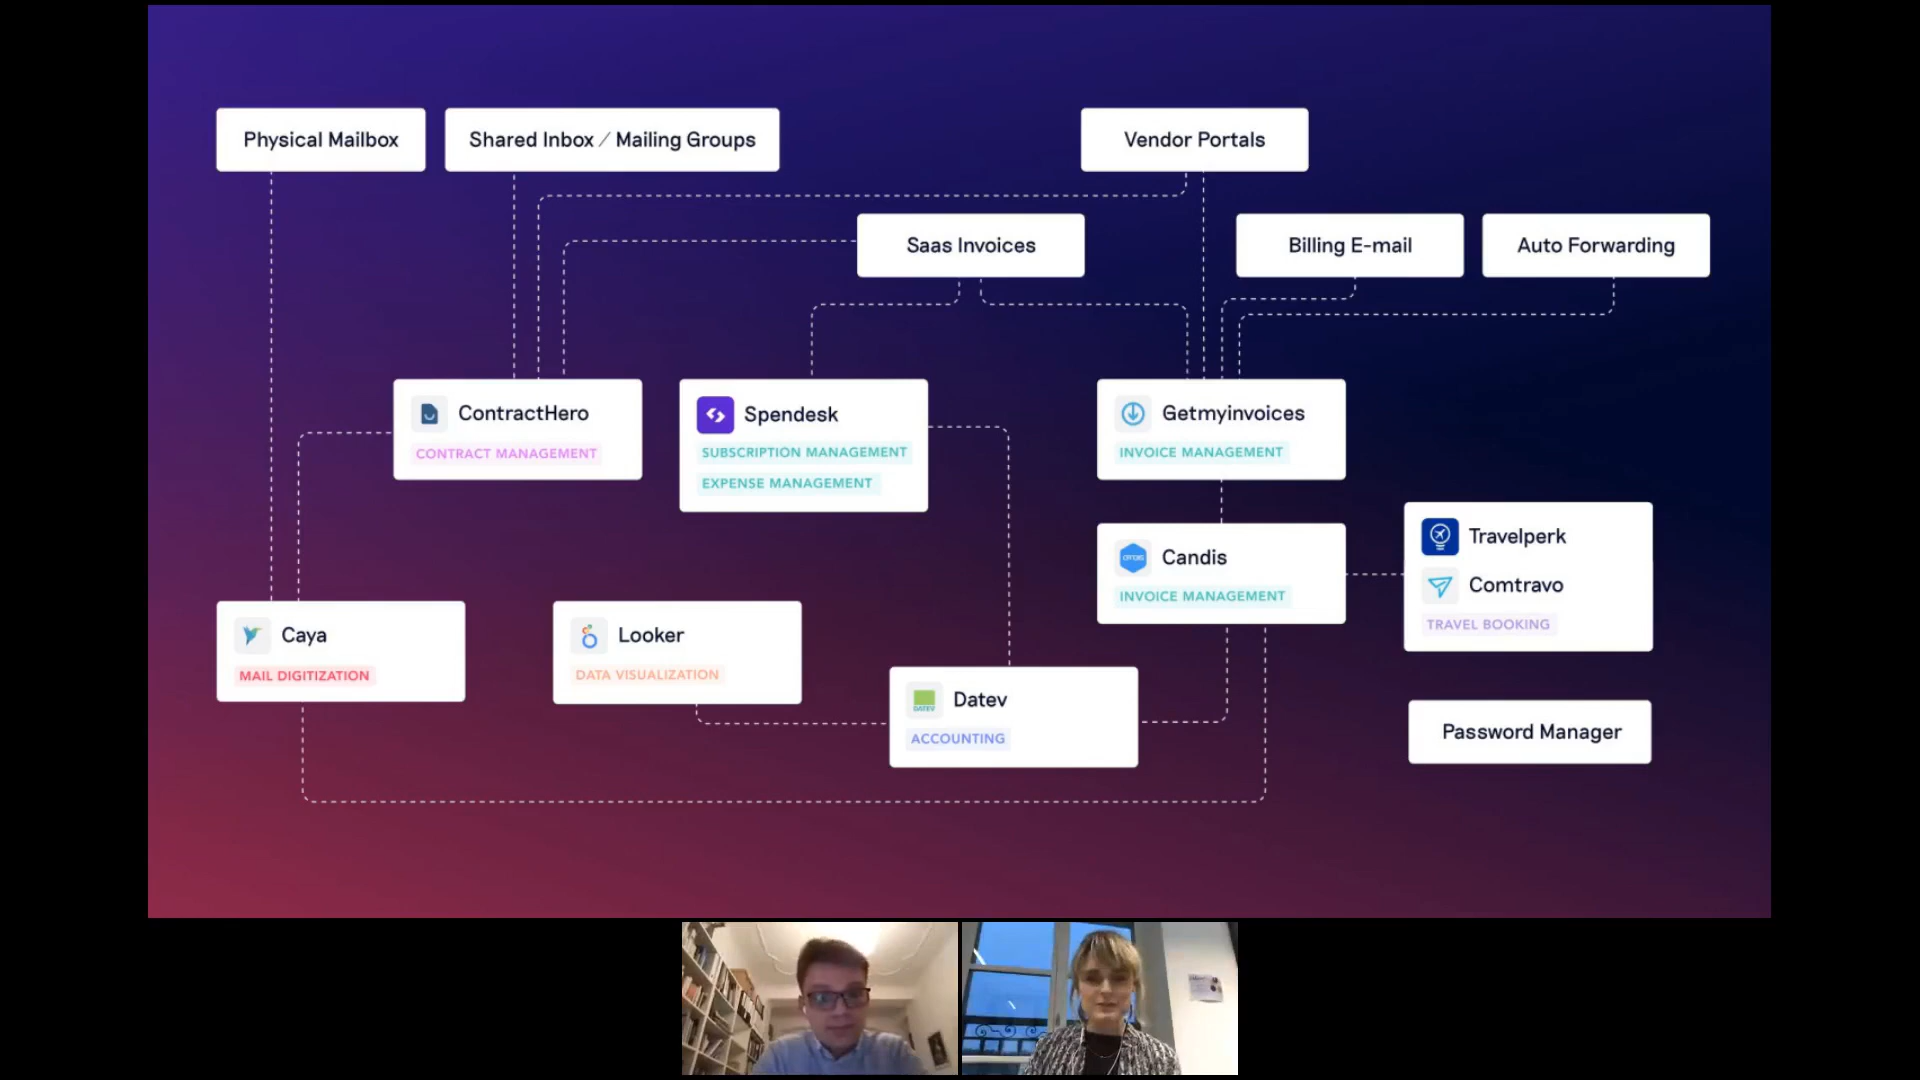 Physical Mailbox
Shared Inbox / Mailing Groups
Vendor Portals
Saas Invoices
Billing E-mail
Auto Forwarding
ContractHero
CONTRACT MANAGEMENT
Spendesk
SUBSCRIPTION MANAGEMENT
EXPENSE MANAGEMENT
Getmyinvoices
INVOICE MANAGEMENT
Candis
INVOICE MANAGEMENT
Travelperk
Comtravo
TRAVEL BOOKING
Caya
MAIL DIGITIZATION
Looker
DATA VISUALIZATION
DATEV
Datev
ACCOUNTING
Password Manager